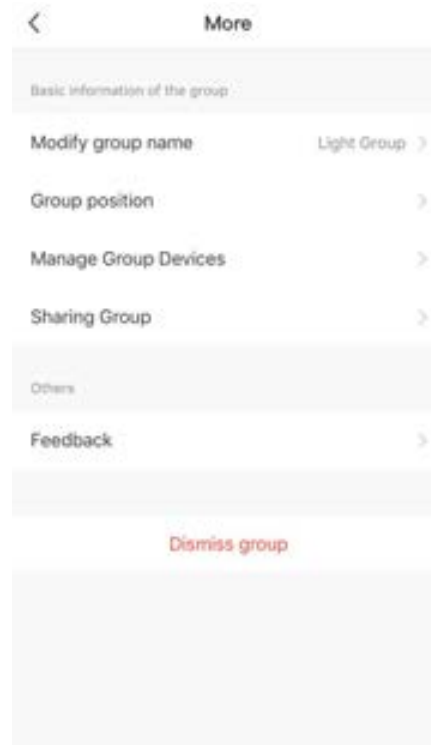 More
Basic information of the group
Modify group name Light Group
Group position
Manage Group Devices
Sharing Group
Others
Feedback
Dismiss group